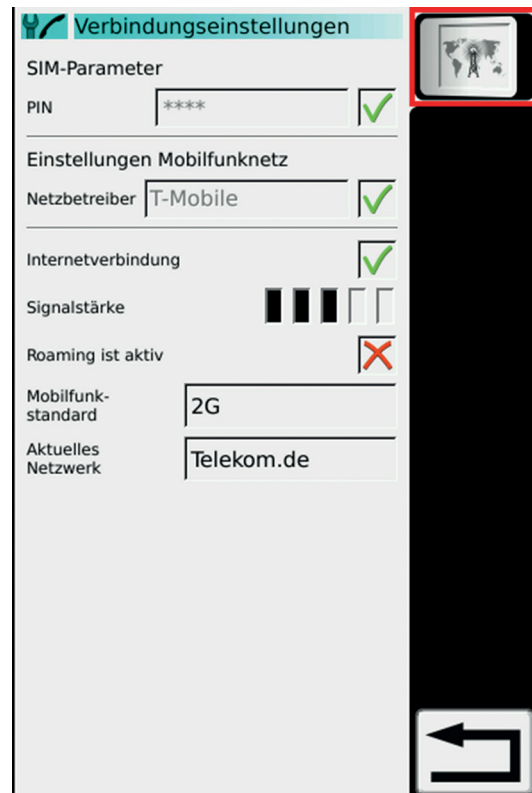 Verbindungseinstellungen
SIM-Parameter
PIN ****
Einstellungen Mobilfunknetz
Netzbetreiber T-Mobile
Internetverbindung
Signalstärke
Roaming ist aktiv
Mobilfunk-
standard 2G
Aktuelles
Netzwerk Telekom.de